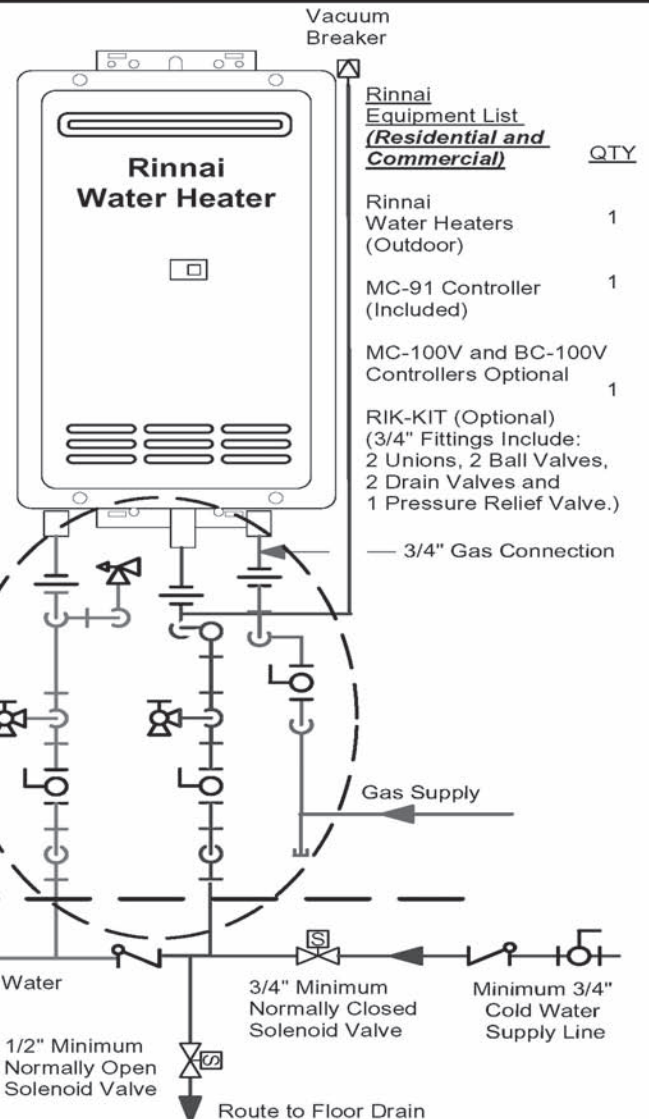 Vacuum
Breaker
Rinnai
Water Heater
Rinnai
Equipment List
(Residential and
Commercial) QTY
Rinnai
Water Heaters 1
(Outdoor)
MC-91 Controller 1
(Included)
MC-100V and BC-100V
Controllers Optional
1
RIK-KIT (Optional)
(3/4" Fittings Include:
2 Unions, 2 Ball Valves,
2 Drain Valves and
1 Pressure Relief Valve.)
3/4" Gas Connection
Gas Supply
S
Water
3/4" Minimum
Normally Closed
Solenoid Valve
Minimum 3/4"
Cold Water
Supply Line
1/2" Minimum
Normally Open
Solenoid Valve
S
Route to Floor Drain